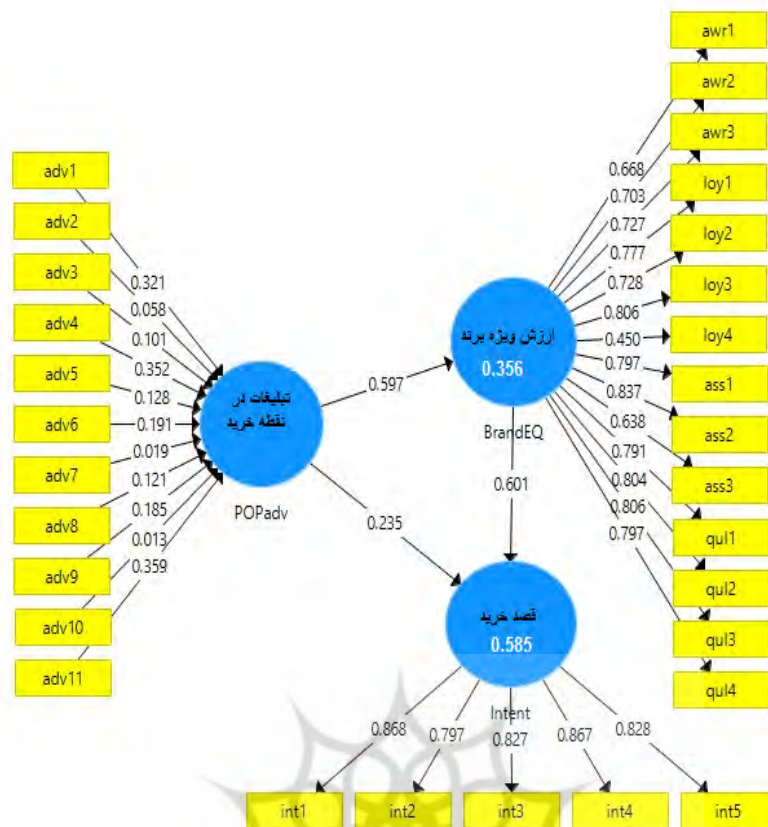 adv1
adv2
adv3
adv4
adv5
adv6
adv7
adv8
adv9
adv10
adv11
0.321
0.058
0.101
0.352
0.128
0.191
0.019
0.121
0.185
0.013
0.359
تبلیغات در
نقطه خرید
POPadv
0.597
0.235
ارزش ویژه برند
0.356
BrandEQ
0.601
قصد خرید
0.585
Intent
0.668
0.703
0.727
0.777
0.728
0.806
0.450
0.797
0.837
0.638
0.791
0.804
0.806
0.797
awr1
awr2
awr3
loy1
loy2
loy3
loy4
ass1
ass2
ass3
qul1
qul2
qul3
qul4
0.868
0.797
0.827
0.867
0.828
int1
int2
int3
int4
int5